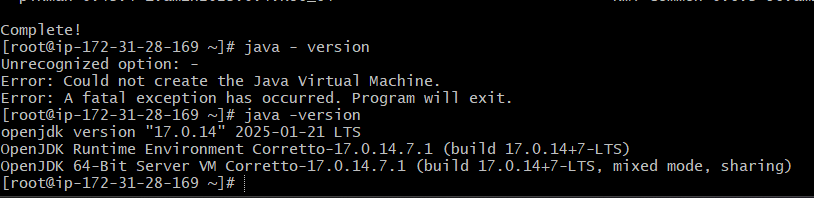 Complete!
[root@ip-172-31-28-169 ~]# java - version
Unrecognized option: -
Error: Could not create the Java Virtual Machine.
Error: A fatal exception has occurred. Program will exit.
[root@ip-172-31-28-169 ~]# java -version
openjdk version "17.0.14" 2025-01-21 LTS
OpenJDK Runtime Environment Corretto-17.0.14.7.1 (build 17.0.14+7-LTS)
OpenJDK 64-Bit Server VM Corretto-17.0.14.7.1 (build 17.0.14+7-LTS, mixed mode, sharing)
[root@ip-172-31-28-169 ~]#